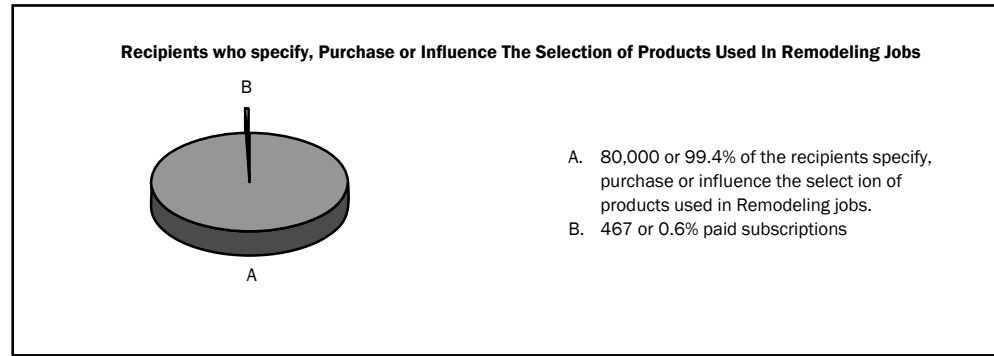 Recipients who specify, Purchase or Influence The Selection of Products Used In Remodeling Jobs
B
A
A. 80,000 or 99.4% of the recipients specify,
purchase or influence the select ion of
products used in Remodeling jobs.
B. 467 or 0.6% paid subscriptions